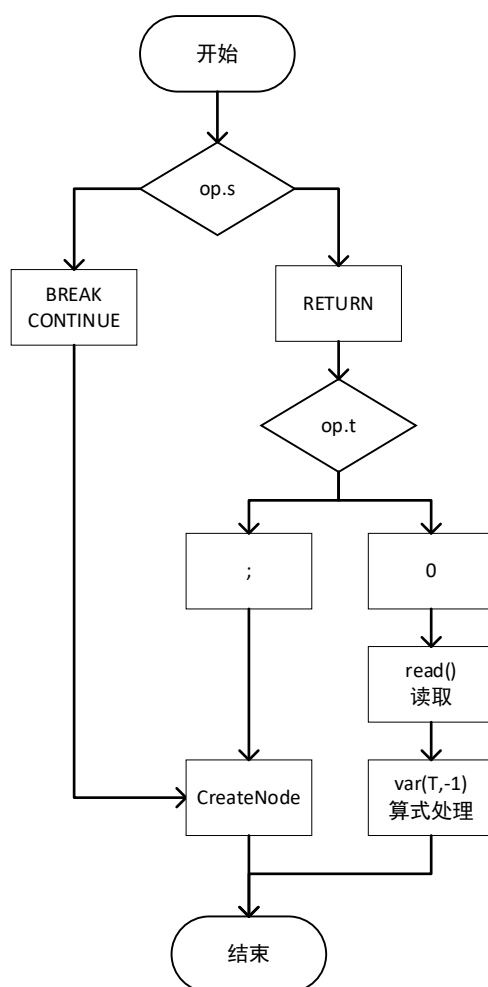 开始
op.s
BREAK
CONTINUE
RETURN
op.t
;
0
read()
读取
CreateNode
var(T,-1)
算式处理
结束